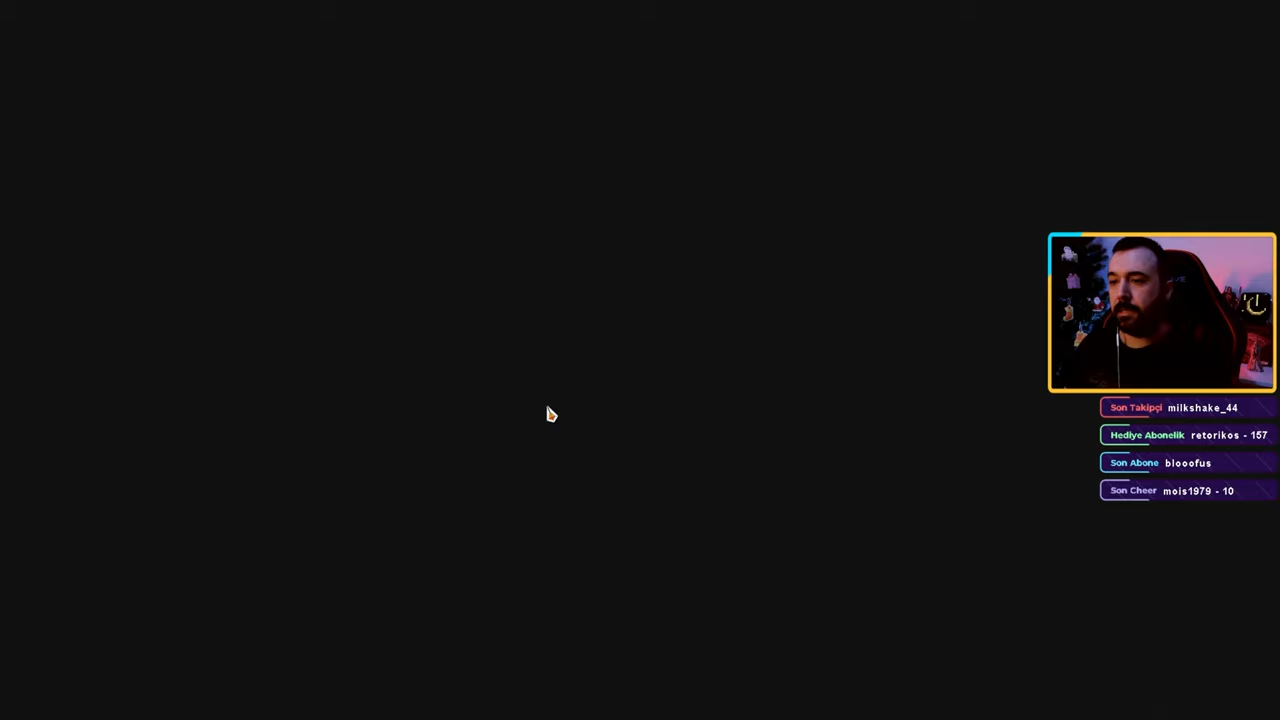 Son Takipçi milkshake_44
Hediye Abonelik retorikos - 157
Son Abone blooofus
Son Cheer mois1979 - 10